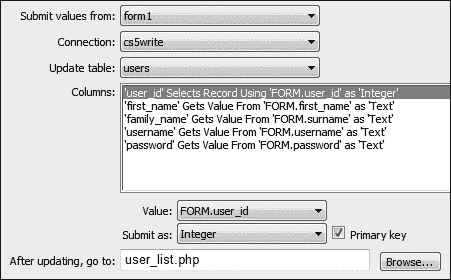 Submit values from: form1
Connection: cs5write
Update table: users
Columns: 'user_id' Selects Record Using 'FORM.user_id' as 'Integer'
'first_name' Gets Value From 'FORM.first_name' as 'Text'
'family_name' Gets Value From 'FORM.surname' as 'Text'
'username' Gets Value From 'FORM.username' as 'Text'
'password' Gets Value From 'FORM.password' as 'Text'
Value: FORM.user_id
Submit as: Integer Primary key
After updating, go to: user_list.php Browse...